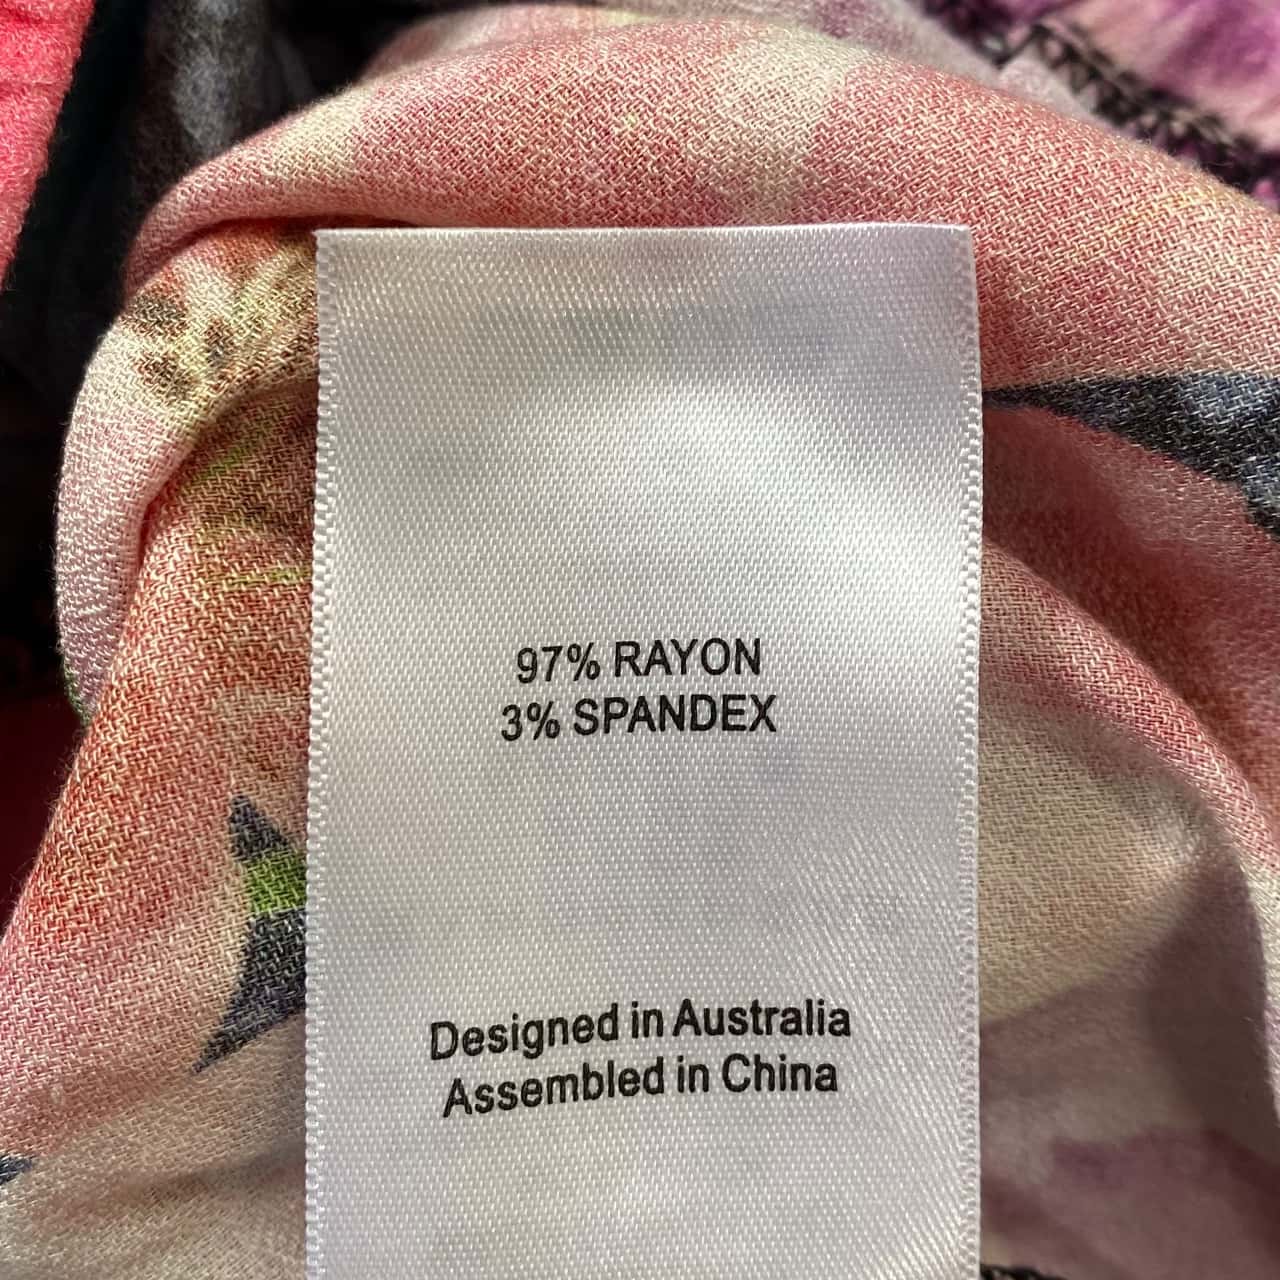 97% RAYON
3% SPANDEX
Designed in Australia
Assembled in China